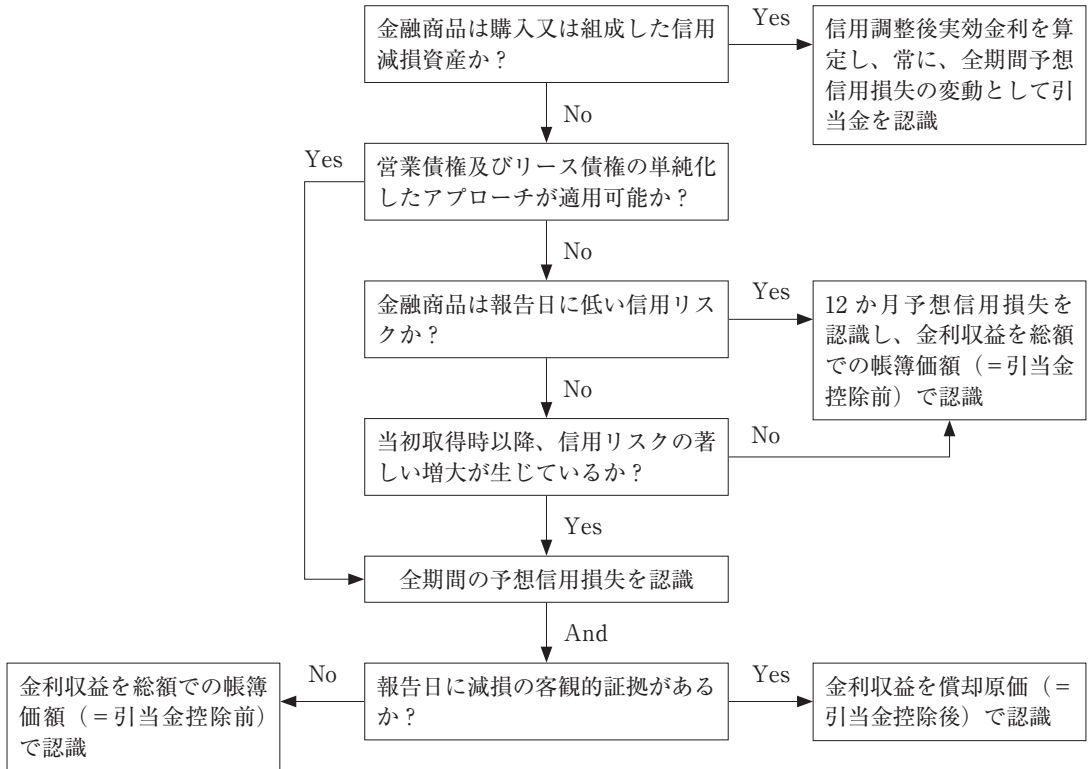 金融商品は購入又は組成した信用
減損資産か？
Yes
信用調整後実効金利を算
定し、常に、全期間予想
信用損失の変動として引
当金を認識
No
Yes
営業債権及びリース債権の単純化
したアプローチが適用可能か？
No
金融商品は報告日に低い信用リス
クか？
Yes
12 か月予想信用損失を
認識し、金利収益を総額
での帳簿価額（＝引当金
控除前）で認識
No
当初取得時以降、信用リスクの著
しい増大が生じているか？
No
Yes
全期間の予想信用損失を認識
And
報告日に減損の客観的証拠がある
か？
No
金利収益を総額での帳簿
価額（＝引当金控除前）
で認識
Yes
金利収益を償却原価（＝
引当金控除後）で認識